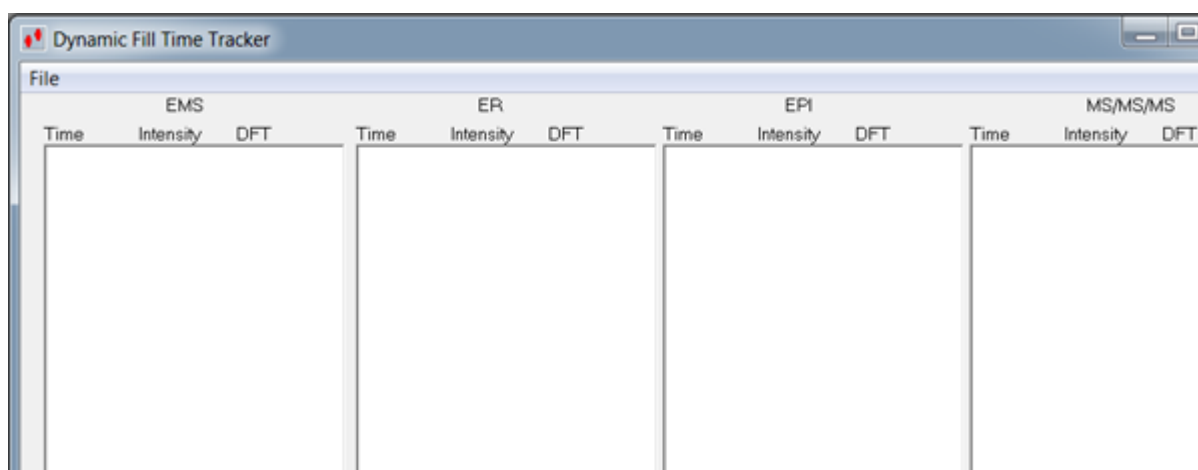 Dynamic Fill Time Tracker
File
EMS ER EPI MS/MS/MS
Time Intensity DFT Time Intensity DFT Time Intensity DFT Time Intensity DFT